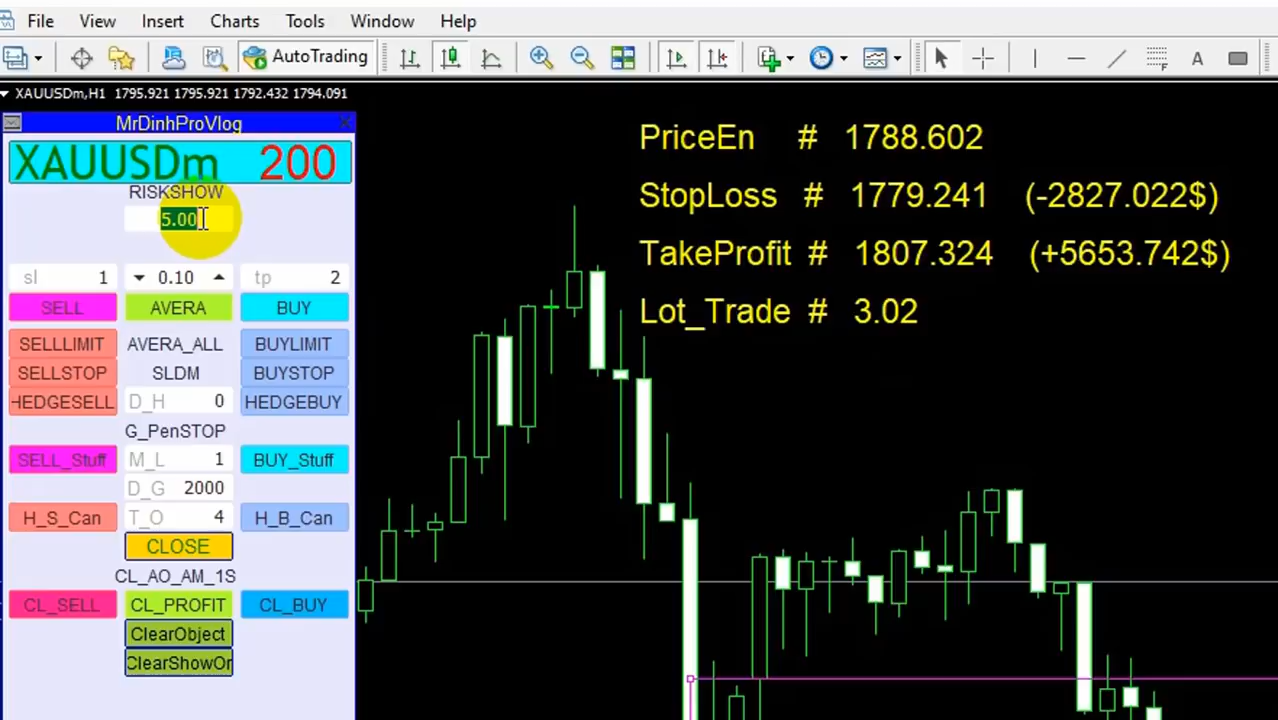 File View Insert Charts Tools Window Help
AutoTrading A
XAUUSDm,H1 1795.921 1795.921 1792.432 1794.091
MrDinhProVlog
XAUUSDm 200
RISKSHOW
5.00
sl 1 0.10 tp 2
SELL AVERA BUY
SELLLIMIT AVERA_ALL BUYLIMIT
SELLSTOP SLDM BUYSTOP
HEDGESELL D_H 0 HEDGEBUY
G_PenSTOP
SELL_Stuff M_L 1 BUY_Stuff
D_G 2000
H_S_Can T_O 4 H_B_Can
CLOSE
CL_AO_AM_1S
CL_SELL CL_PROFIT CL_BUY
ClearObject
ClearShowOr
PriceEn # 1788.602
StopLoss # 1779.241 (-2827.022$)
TakeProfit # 1807.324 (+5653.742$)
Lot_Trade # 3.02